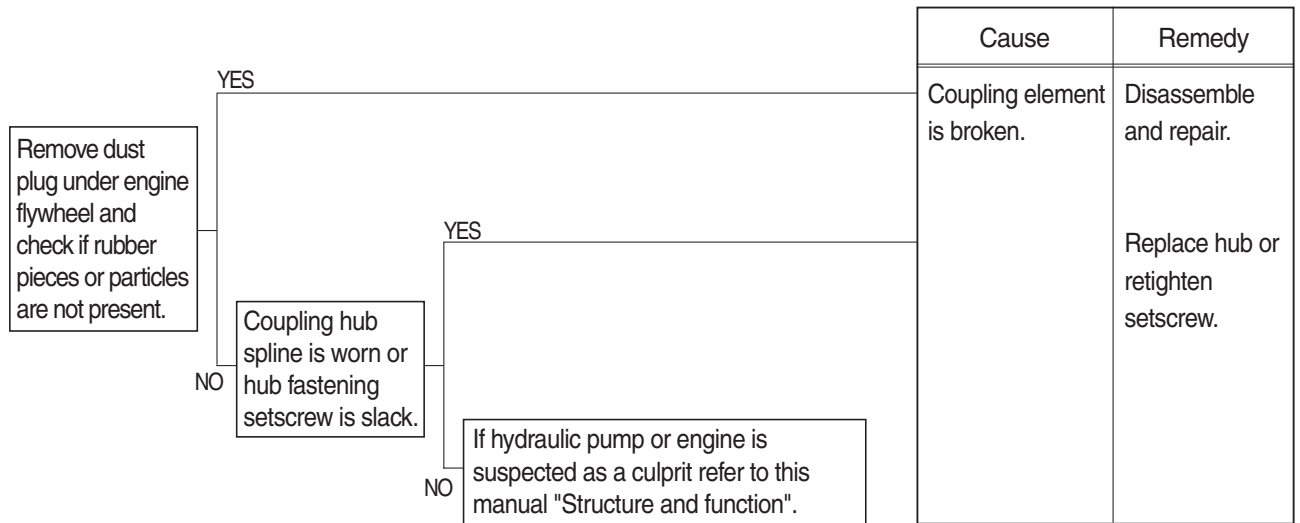 Cause
Remedy
YES
Coupling element
is broken.
Disassemble
and repair.
Remove dust
plug under engine
flywheel and
check if rubber
pieces or particles
are not present.
YES
Replace hub or
retighten
setscrew.
NO
Coupling hub
spline is worn or
hub fastening
setscrew is slack.
NO
If hydraulic pump or engine is
suspected as a culprit refer to this
manual "Structure and function".